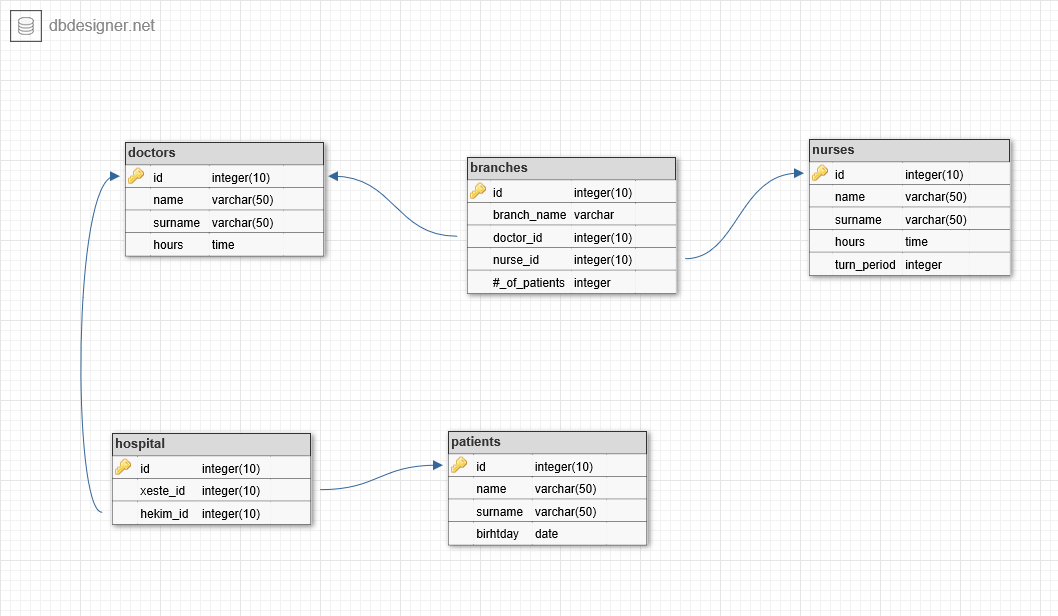 dbdesigner.net
doctors
id integer(10)
name varchar(50)
surname varchar(50)
hours time
branches
id integer(10)
branch_name varchar
doctor_id integer(10)
nurse_id integer(10)
#_of_patients integer
nurses
id integer(10)
name varchar(50)
surname varchar(50)
hours time
turn_period integer
hospital
id integer(10)
xeste_id integer(10)
hekim_id integer(10)
patients
id integer(10)
name varchar(50)
surname varchar(50)
birhtday date